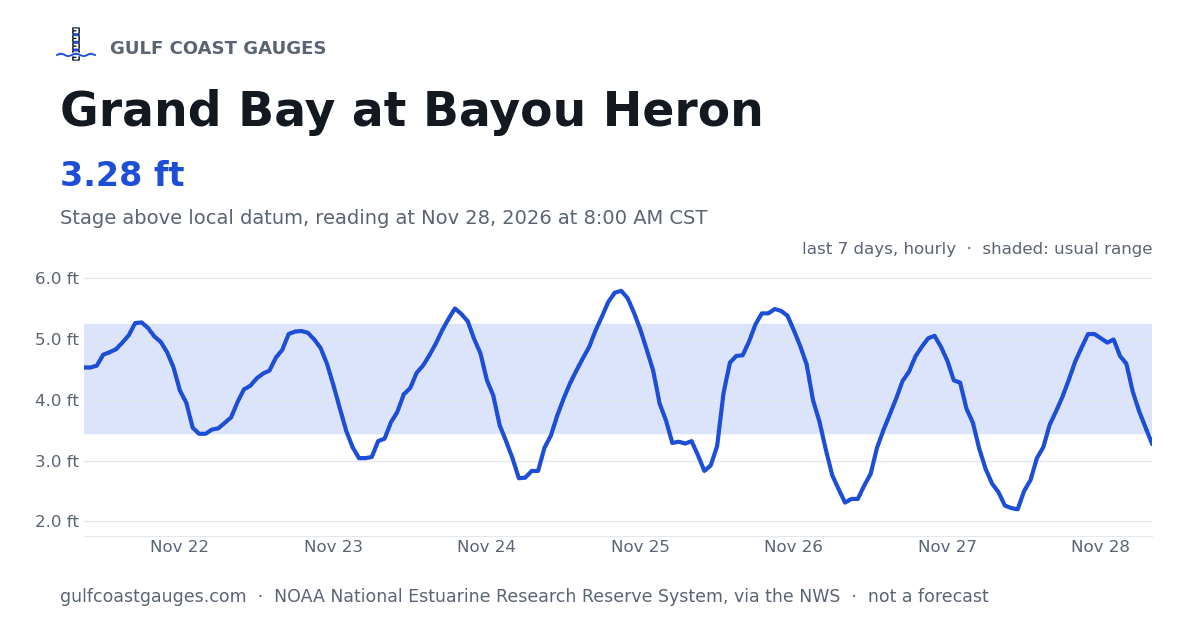 GULF COAST GAUGES
Grand Bay at Bayou Heron
3.28 ft
Stage above local datum, reading at Nov 28, 2026 at 8:00 AM CST
last 7 days, hourly · shaded: usual range
6.0 ft
5.0 ft
4.0 ft
3.0 ft
2.0 ft
Nov 22 Nov 23 Nov 24 Nov 25 Nov 26 Nov 27 Nov 28
gulfcoastgauges.com · NOAA National Estuarine Research Reserve System, via the NWS · not a forecast